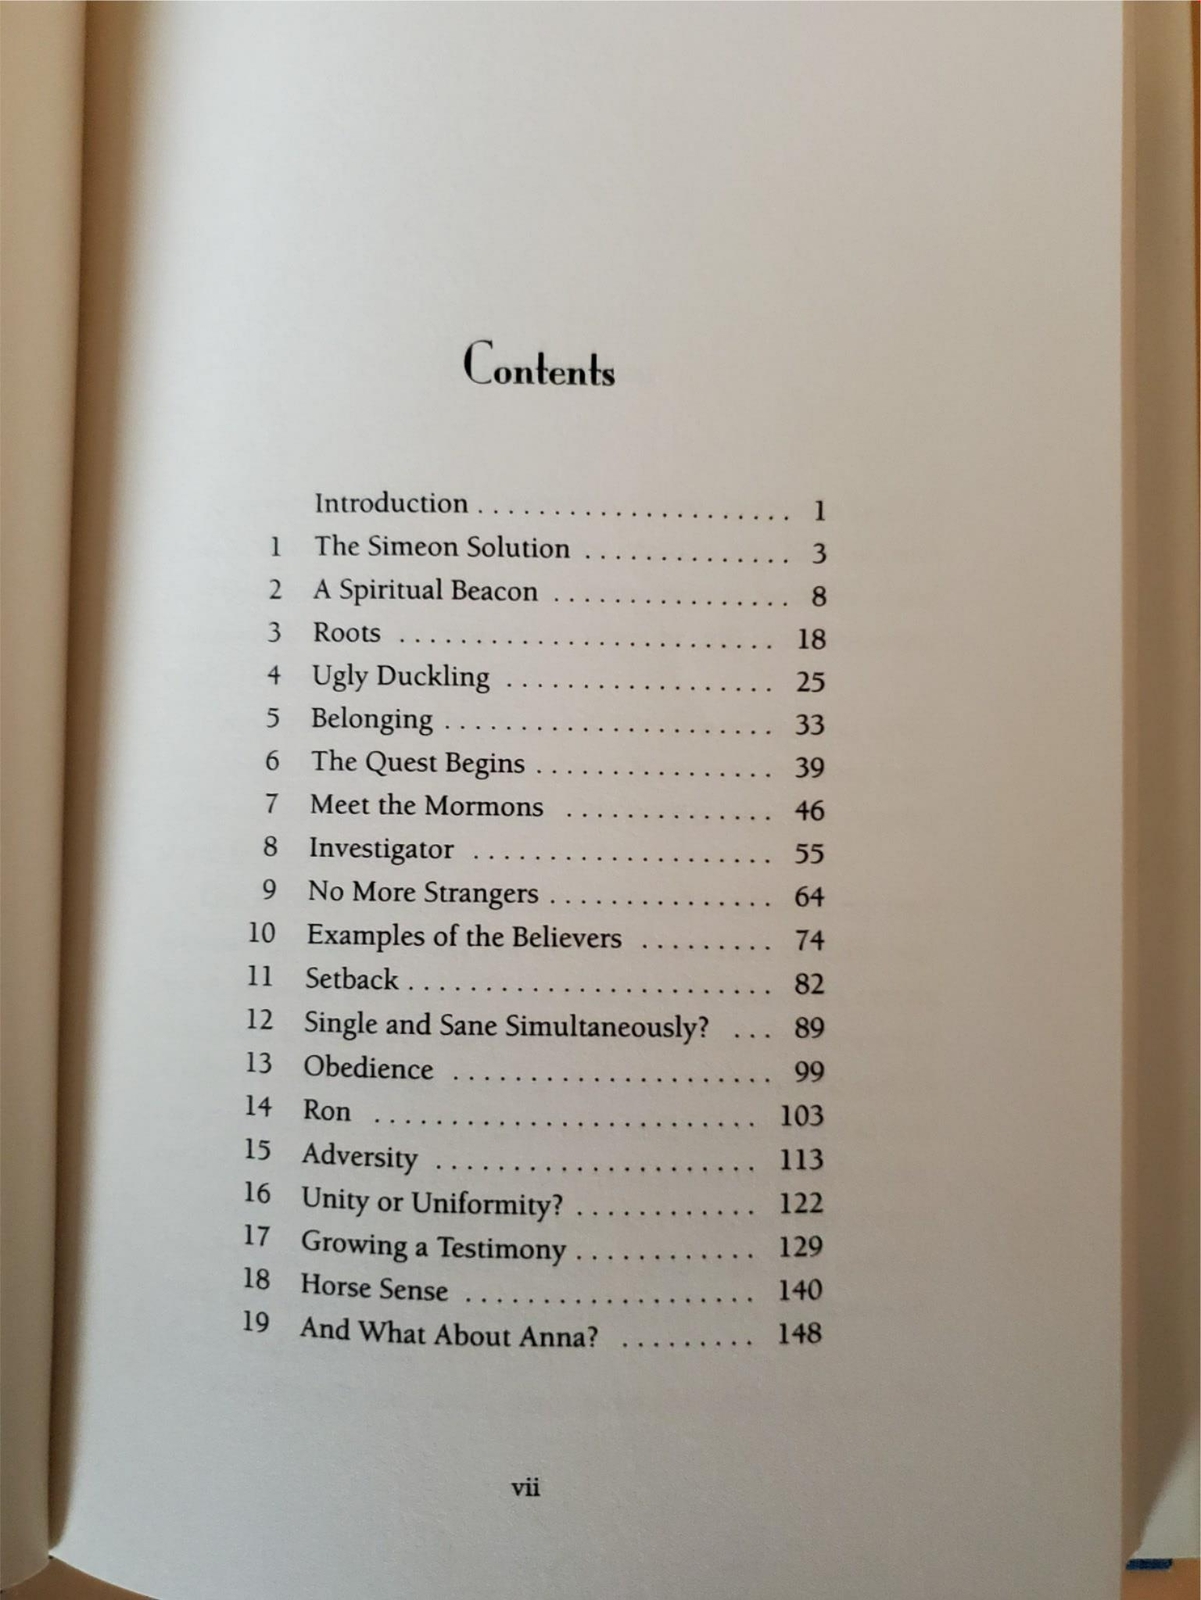 Contents
Introduction . . . . . . . . . . . . . . . . . . . . . 1
1 The Simeon Solution . . . . . . . . . . . . . . 3
2 A Spiritual Beacon . . . . . . . . . . . . . . . . 8
3 Roots . . . . . . . . . . . . . . . . . . . . . . . . . 18
4 Ugly Duckling . . . . . . . . . . . . . . . . . . 25
5 Belonging . . . . . . . . . . . . . . . . . . . . . . 33
6 The Quest Begins . . . . . . . . . . . . . . . . 39
7 Meet the Mormons . . . . . . . . . . . . . . 46
8 Investigator . . . . . . . . . . . . . . . . . . . . 55
9 No More Strangers . . . . . . . . . . . . . . . 64
10 Examples of the Believers . . . . . . . . . 74
11 Setback . . . . . . . . . . . . . . . . . . . . . . . . 82
12 Single and Sane Simultaneously? . . . 89
13 Obedience . . . . . . . . . . . . . . . . . . . . . 99
14 Ron . . . . . . . . . . . . . . . . . . . . . . . . . 103
15 Adversity . . . . . . . . . . . . . . . . . . . . . 113
16 Unity or Uniformity? . . . . . . . . . . . . 122
17 Growing a Testimony . . . . . . . . . . . . 129
18 Horse Sense . . . . . . . . . . . . . . . . . . . 140
19 And What About Anna? . . . . . . . . . 148
vii